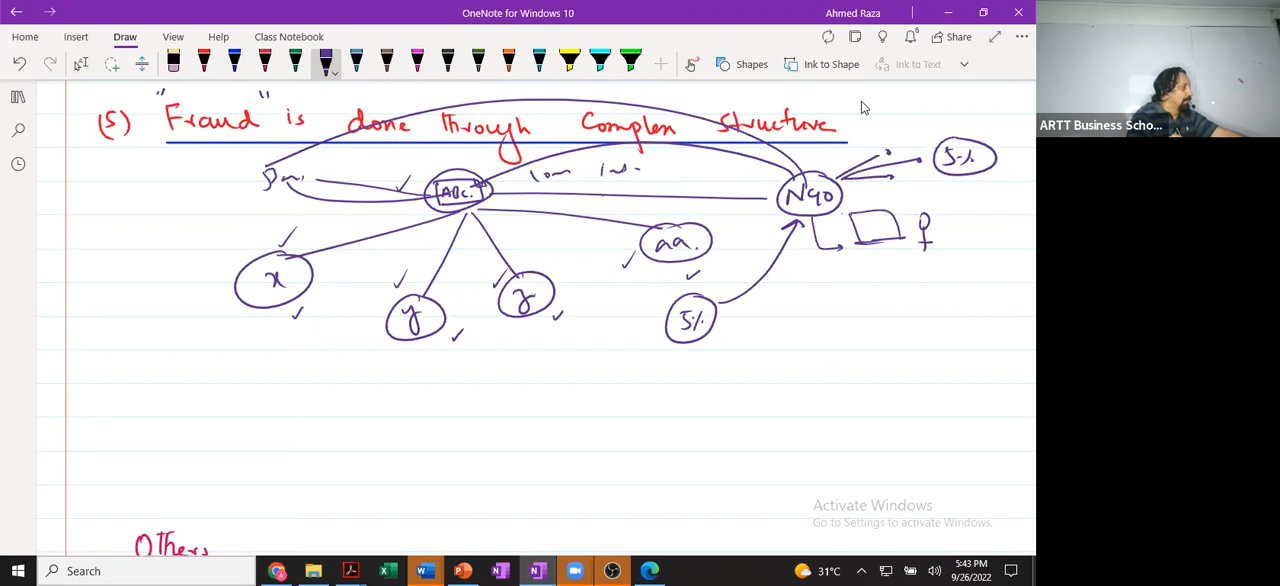 OneNote for Windows 10
Ahmed Raza
Home Insert Draw View Help Class Notebook
6
Share
Shapes
Ink to Shape
Ink to Text
(5) "Fraud" is done through Complex Structure
ABC.
NGO
5%
x
y
z
aa.
5%
ARTT Business Scho...
Others
Activate Windows
Go to Settings to activate Windows.
Search
31°C
5:43 PM
9/26/2022